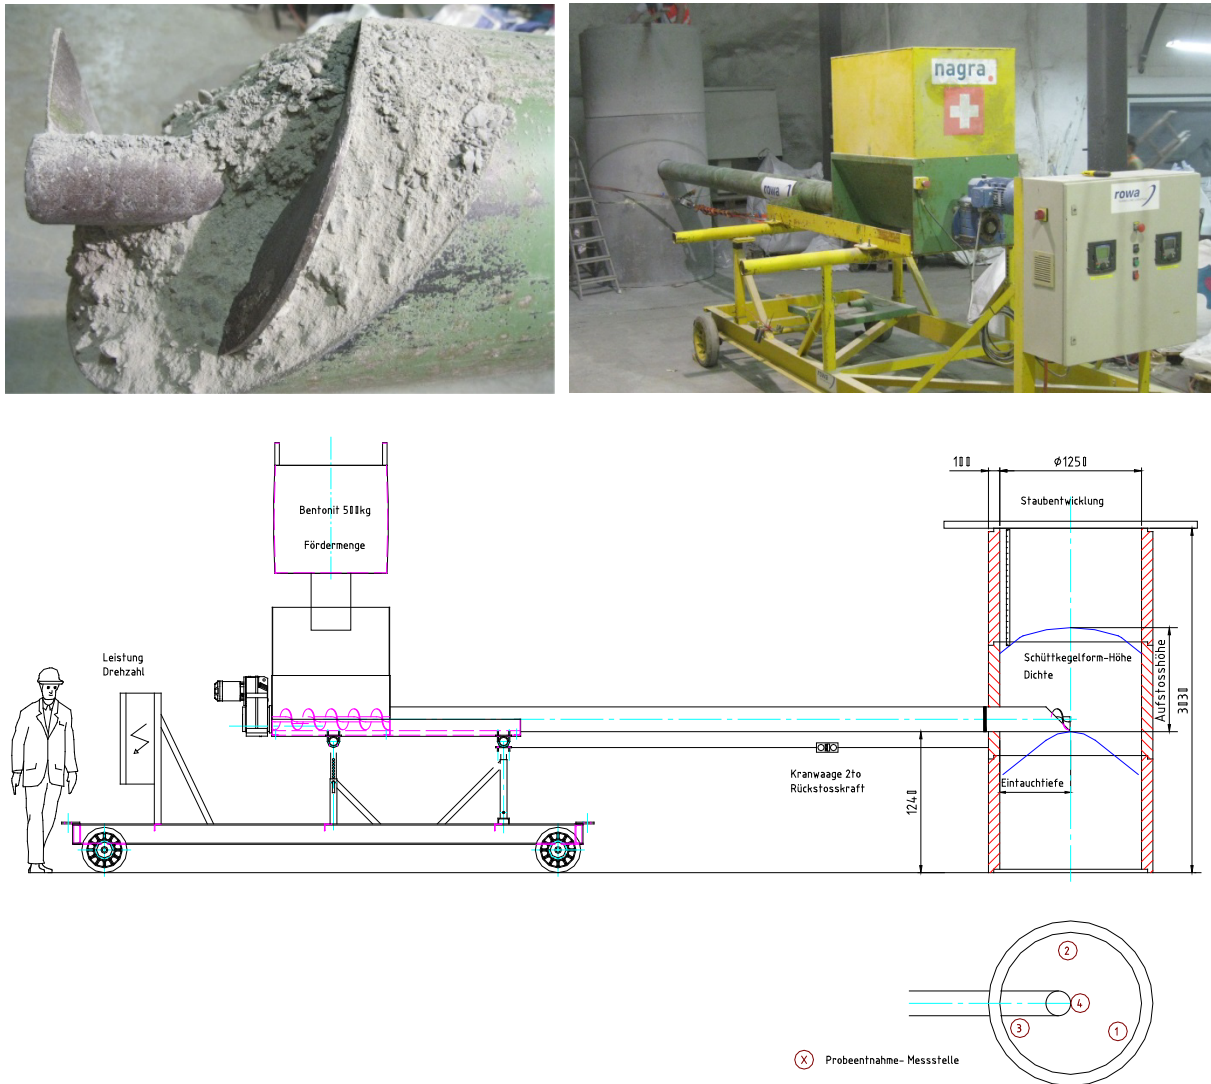 nagra.
rowa
rowa
100
ø1250
Staubentwicklung
Bentonit 500kg
Fördermenge
Leistung
Drehzahl
Schüttkegelform-Höhe
Dichte
Aufstosshöhe
3030
Kranwaage 2to
Rückstosskraft
Eintauchtiefe
1240
2
4
3
1
X Probeentnahme- Messstelle